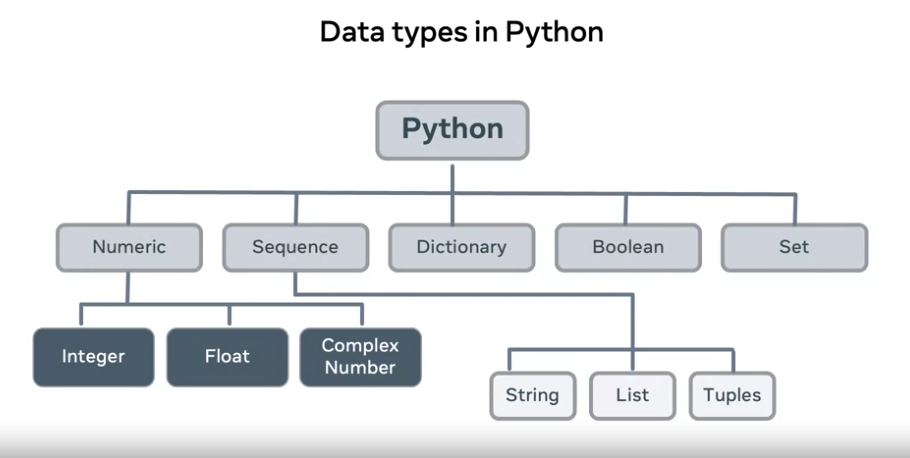 Data types in Python
Python
Numeric
Sequence
Dictionary
Boolean
Set
Integer
Float
Complex
Number
String
List
Tuples